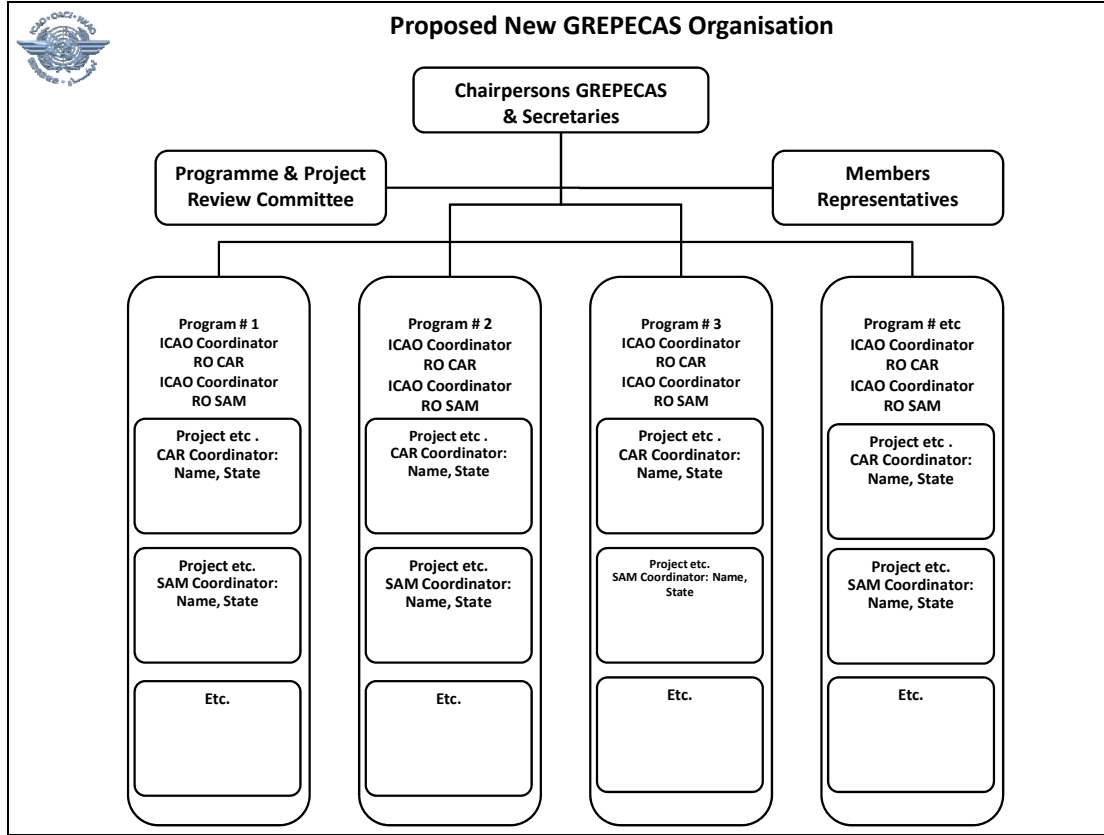 ICAO · OACI · ИКАО
Proposed New GREPECAS Organisation
Chairpersons GREPECAS
& Secretaries
Programme & Project
Review Committee
Members
Representatives
Program # 1
ICAO Coordinator
RO CAR
ICAO Coordinator
RO SAM
Project etc .
CAR Coordinator:
Name, State
Project etc.
SAM Coordinator:
Name, State
Etc.
Program # 2
ICAO Coordinator
RO CAR
ICAO Coordinator
RO SAM
Project etc .
CAR Coordinator:
Name, State
Project etc.
SAM Coordinator:
Name, State
Etc.
Program # 3
ICAO Coordinator
RO CAR
ICAO Coordinator
RO SAM
Project etc .
CAR Coordinator:
Name, State
Project etc.
SAM Coordinator: Name,
State
Etc.
Program # etc
ICAO Coordinator
RO CAR
ICAO Coordinator
RO SAM
Project etc .
CAR Coordinator:
Name, State
Project etc.
SAM Coordinator:
Name, State
Etc.